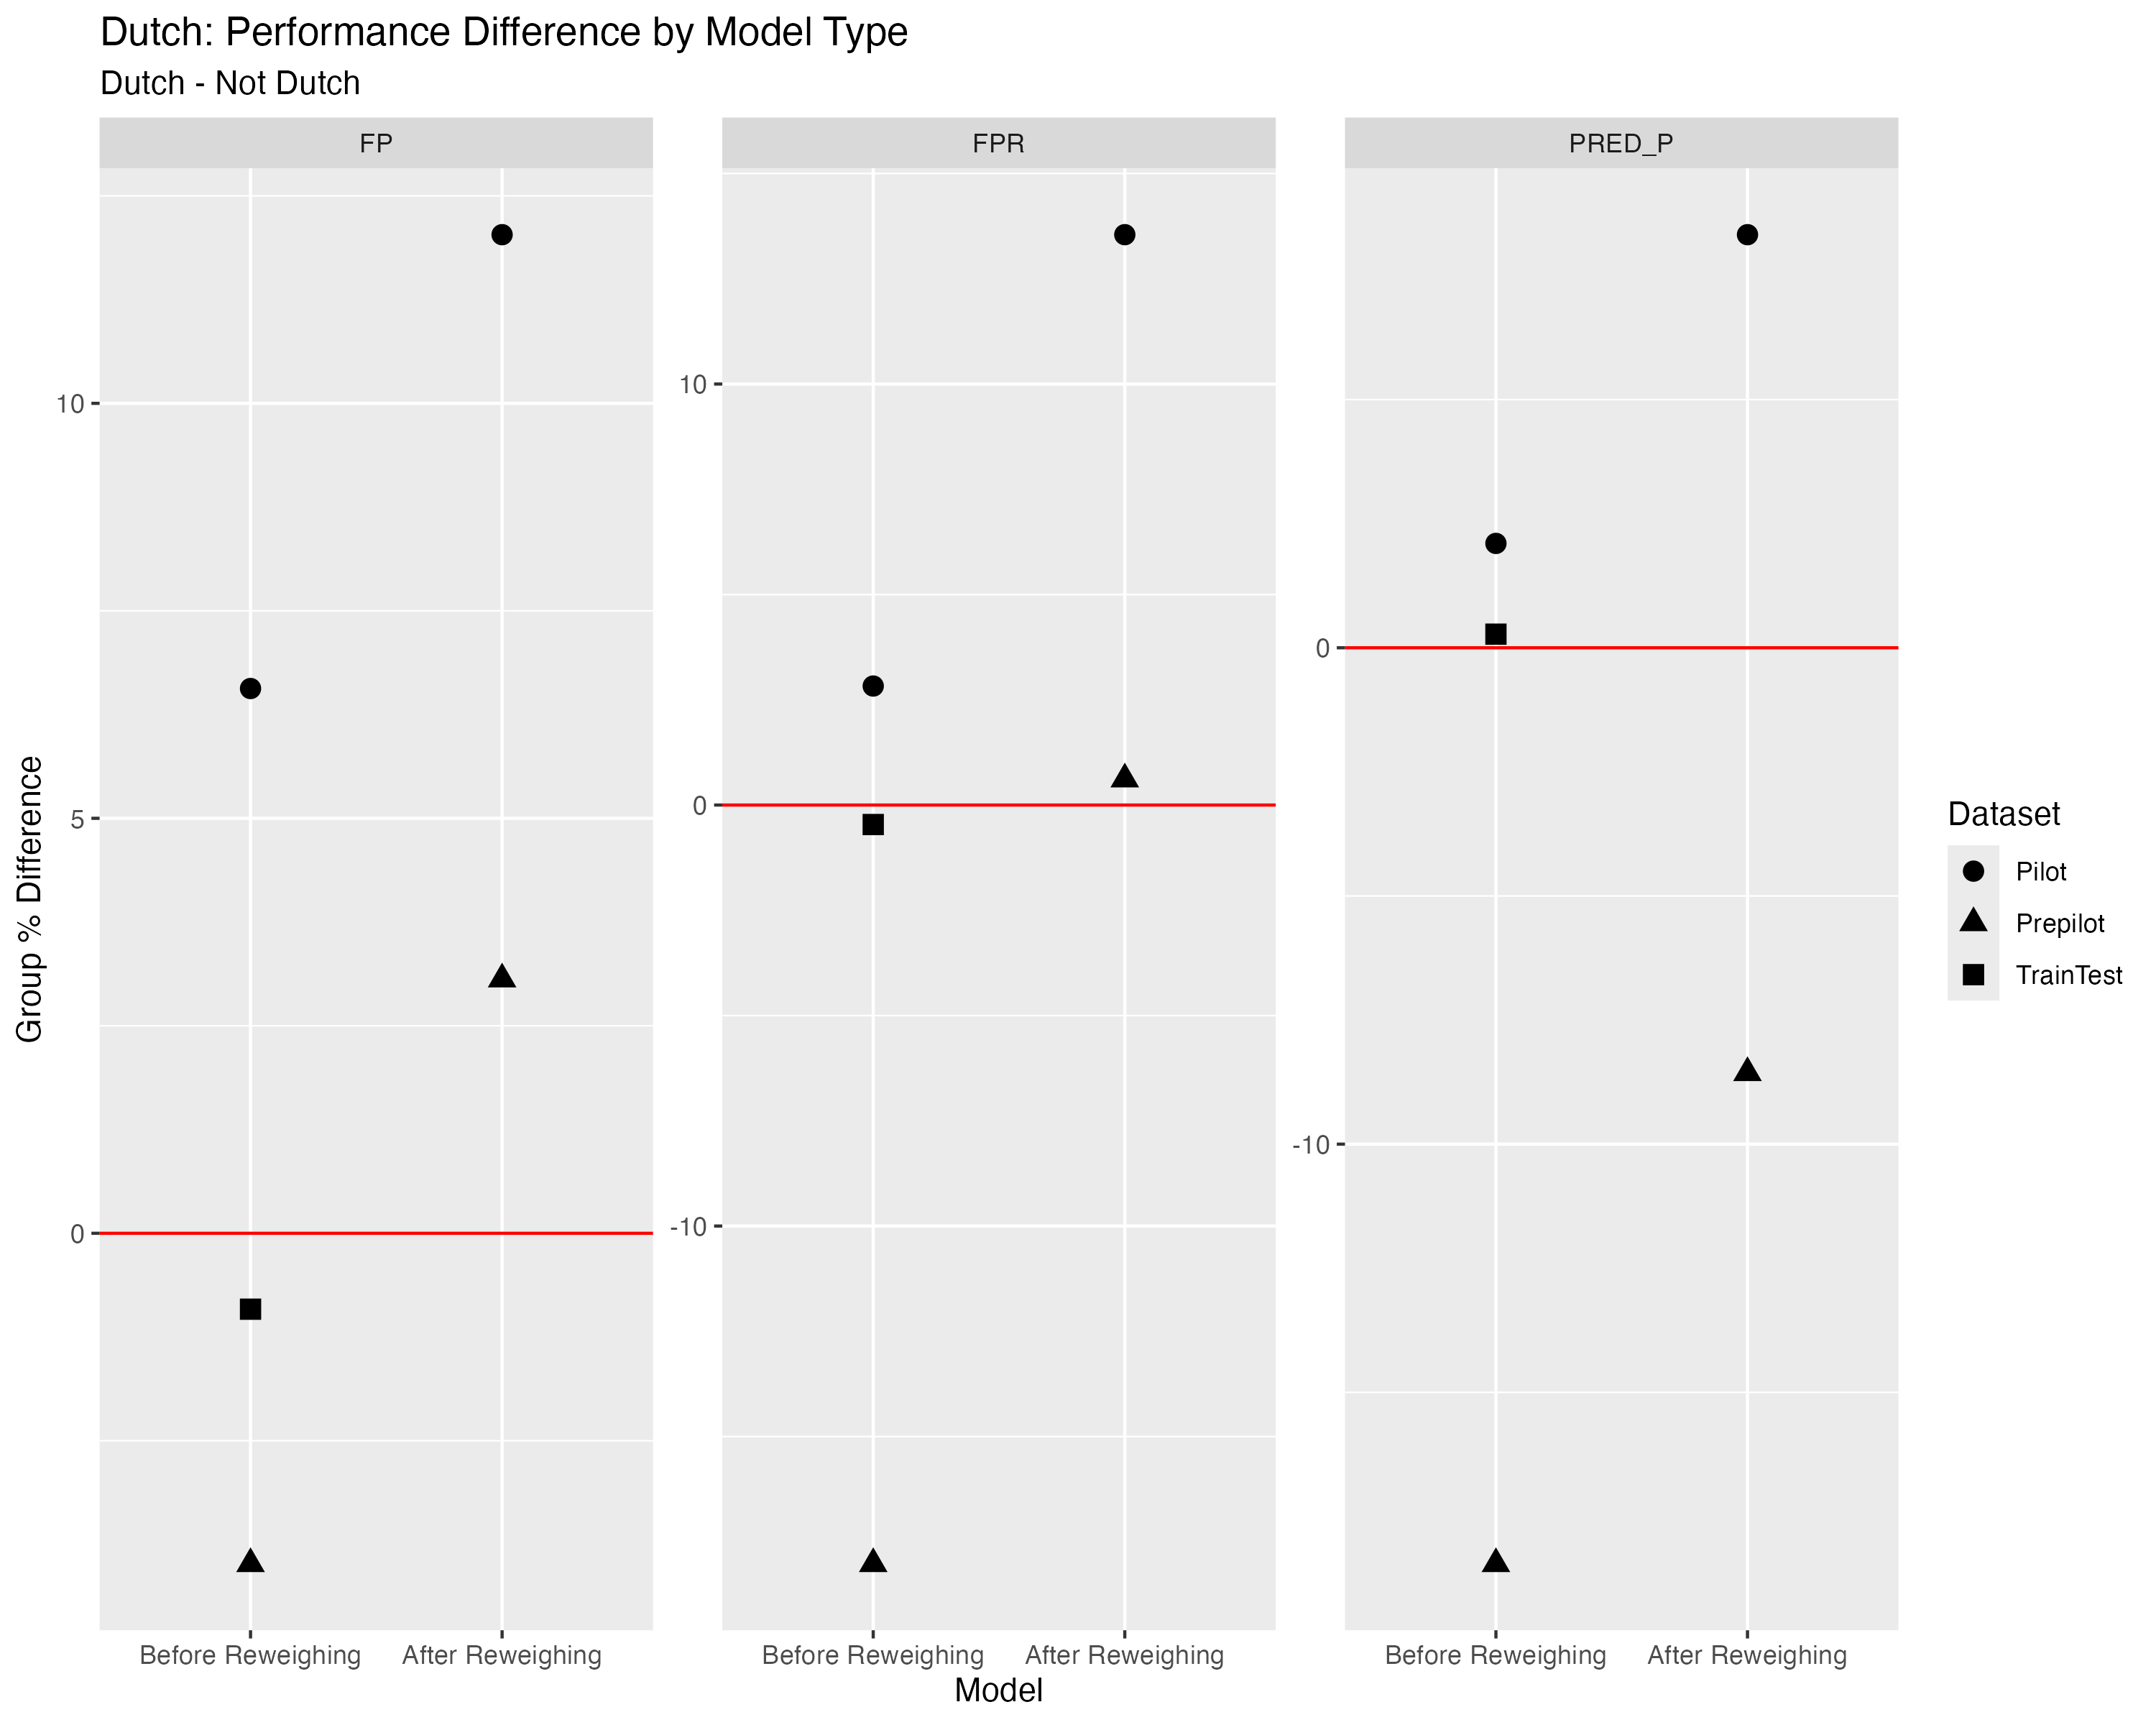 Dutch: Performance Difference by Model Type
Dutch - Not Dutch
FP
FPR
PRED_P
Group % Difference
10
5
0
10
0
-10
0
-10
Before Reweighing
After Reweighing
Before Reweighing
After Reweighing
Before Reweighing
After Reweighing
Model
Dataset
Pilot
Prepilot
TrainTest